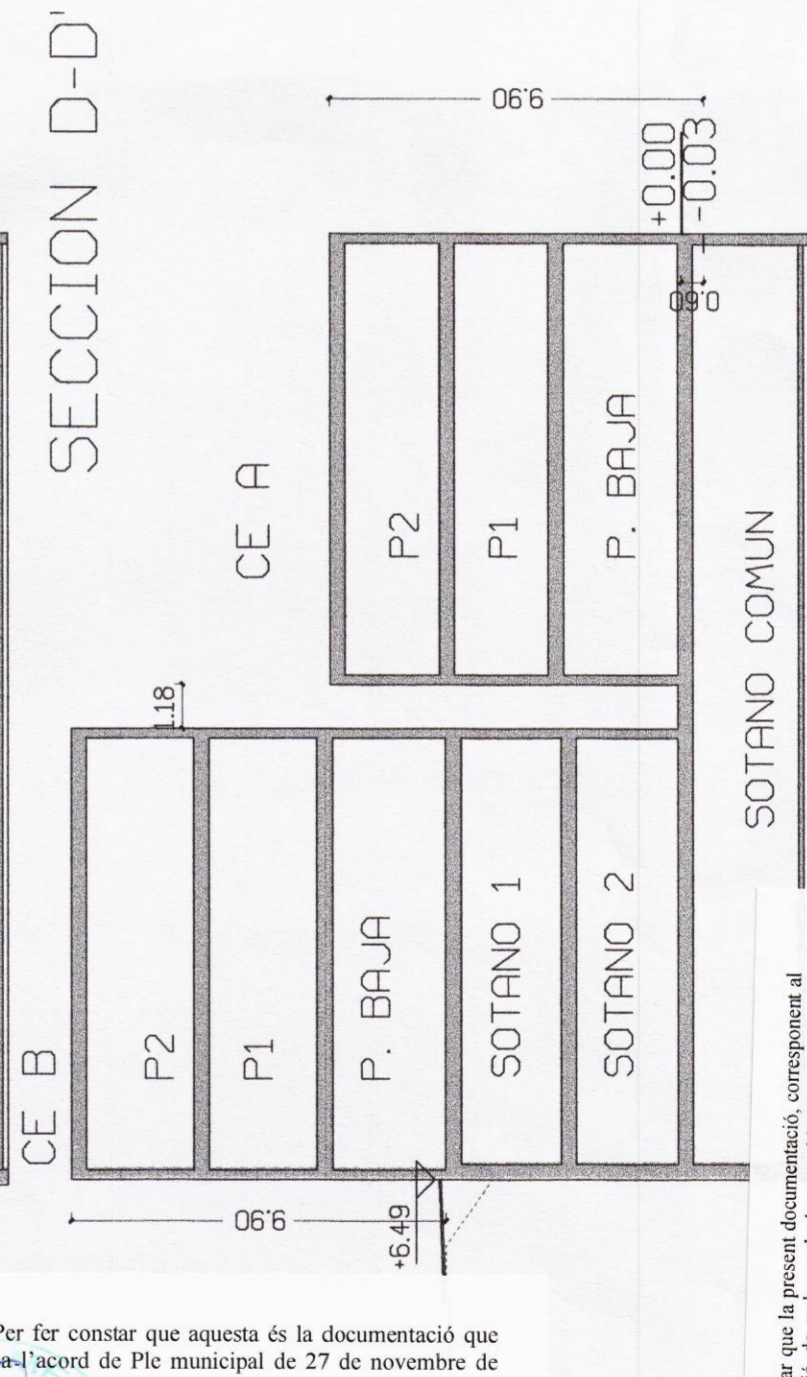 SECCION D-D'
9.90
CE A
+0.00
-0.03
0.60
P2
P1
P. BAJA
1.18
SOTANO COMUN
CE B
P2
P1
P. BAJA
SOTANO 1
SOTANO 2
9.90
+6.49
Per fer constar que aquesta és la documentació que
a l'acord de Ple municipal de 27 de novembre de
ar que la present documentació, corresponent al